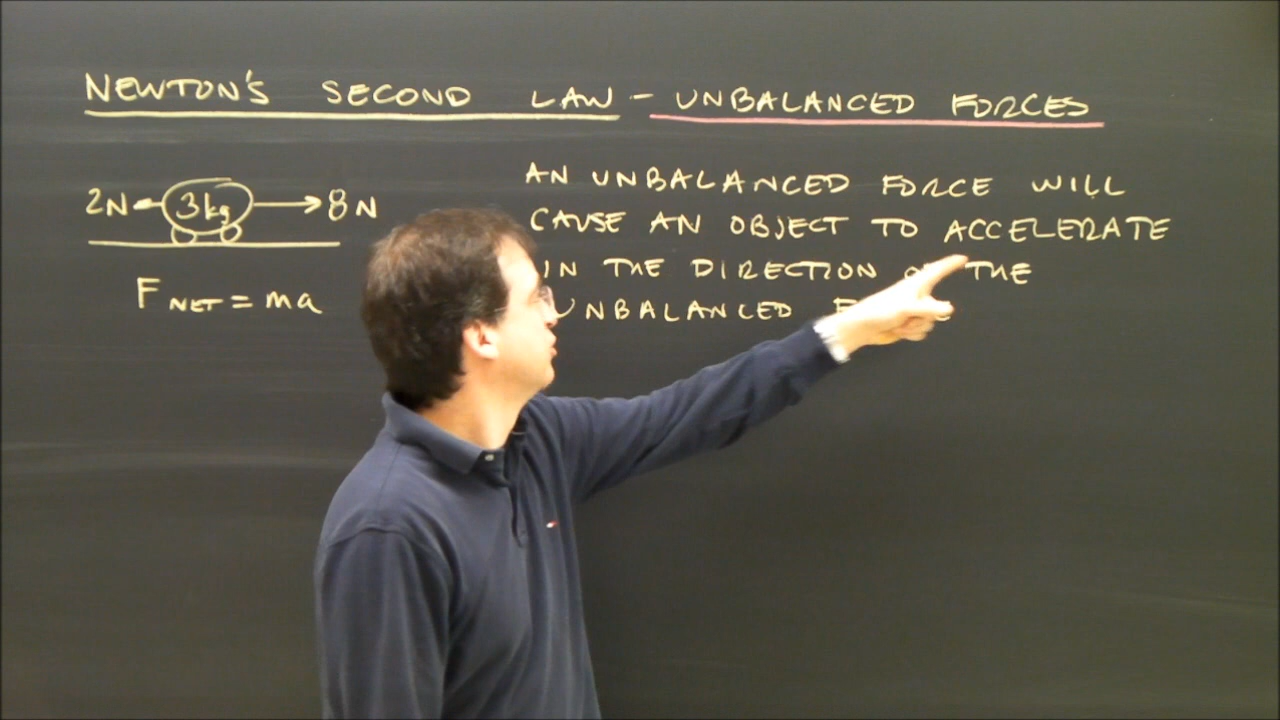 NEWTON'S SECOND LAW - UNBALANCED FORCES
2N 3kg 8N
F NET = ma
AN UNBALANCED FORCE WILL
CAUSE AN OBJECT TO ACCELERATE
IN THE DIRECTION THE
UNBALANCED